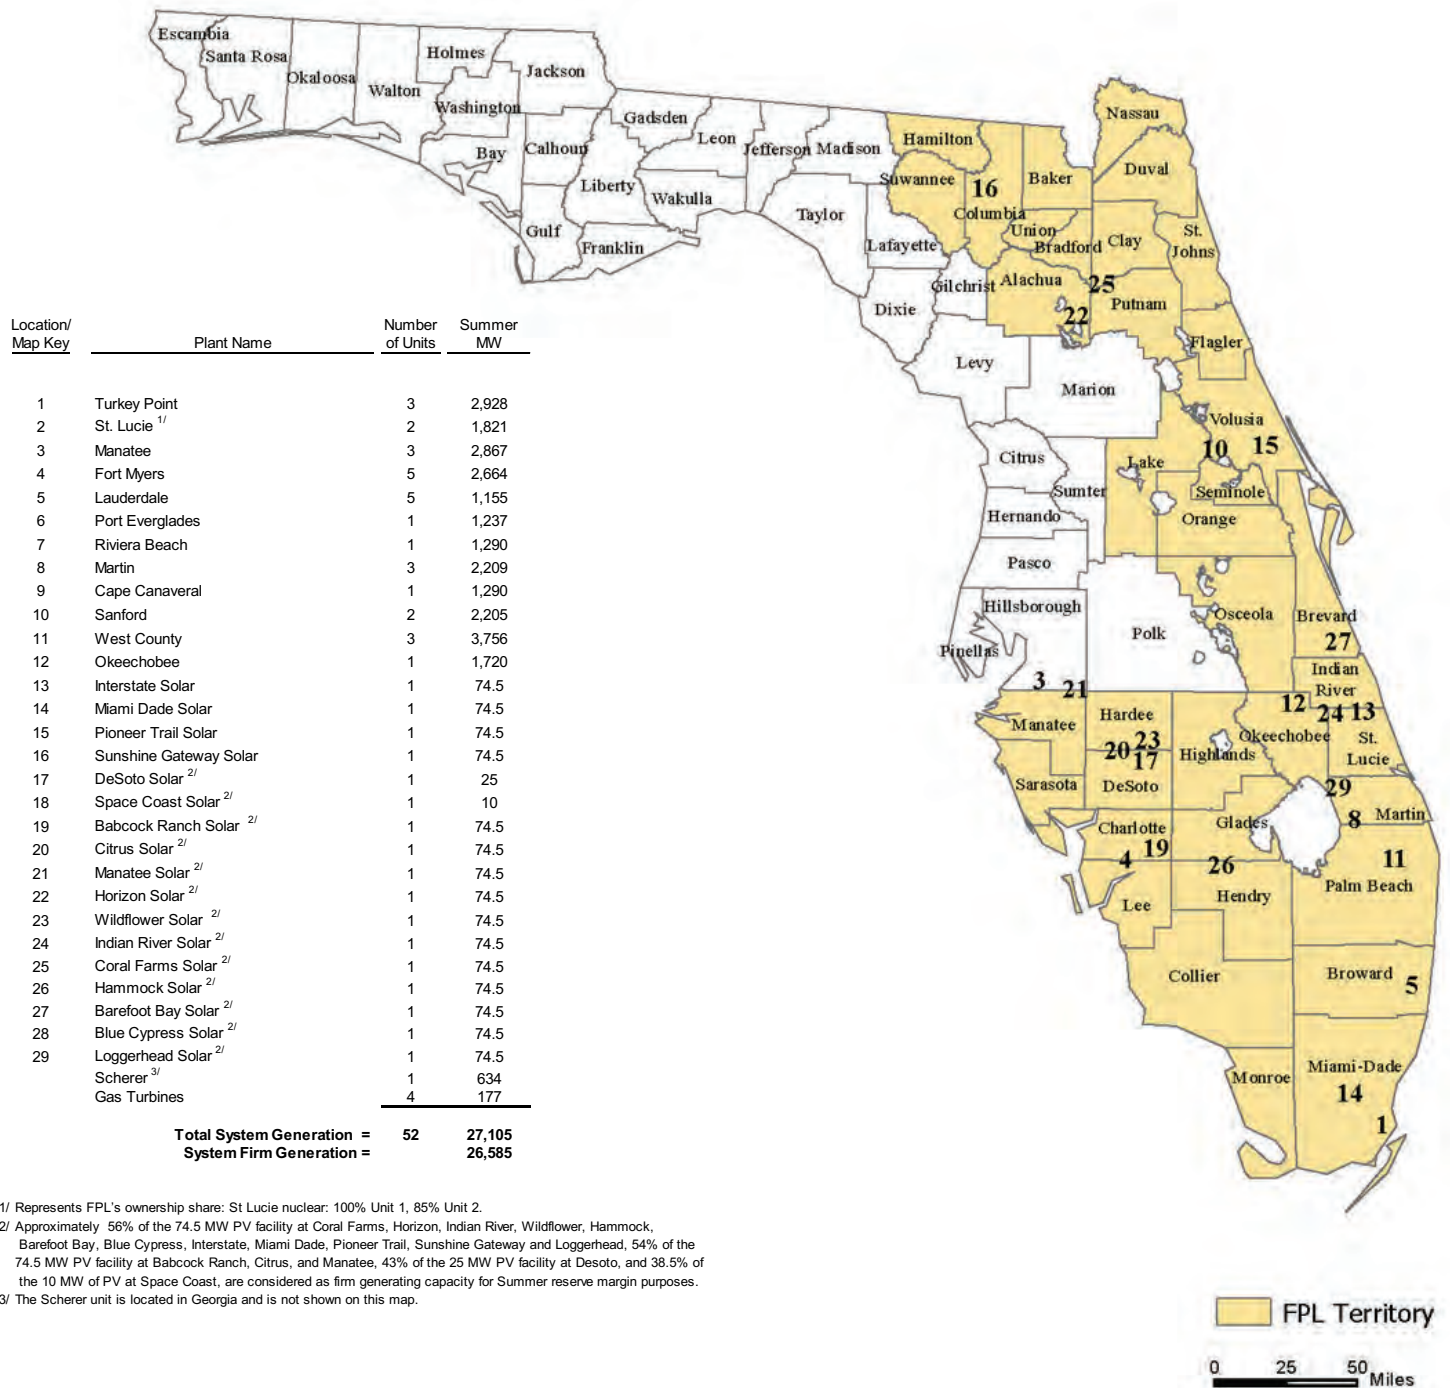 Escambia
Santa Rosa
Okaloosa
Walton
Holmes
Washington
Jackson
Bay
Calhoun
Gulf
Gadsden
Liberty
Franklin
Leon
Wakulla
Jefferson
Madison
Taylor
Hamilton
Suwannee
Lafayette
Dixie
16
Columbia
Baker
Nassau
Duval
Union
Bradford
Clay
St.
Johns
Gilchrist
Alachua
25
Putnam
22
Flagler
Levy
Marion
Volusia
10 15
Citrus
Lake
Sumter
Seminole
Hernando
Orange
Pasco
Hillsborough
Osceola
Brevard
Polk
27
Pinellas
Indian
River
3
21
12
24 13
Manatee
Hardee
23
20
17
Highlands
Okeechobee
St.
Lucie
Sarasota
DeSoto
29
Charlotte
19
Glades
8
Martin
4
26
11
Lee
Hendry
Palm Beach
Collier
Broward
5
Monroe
Miami-Dade
14
1
Location/ Number Summer
Map Key Plant Name of Units MW
1 Turkey Point 3 2,928
2 St. Lucie 1/ 2 1,821
3 Manatee 3 2,867
4 Fort Myers 5 2,664
5 Lauderdale 5 1,155
6 Port Everglades 1 1,237
7 Riviera Beach 1 1,290
8 Martin 3 2,209
9 Cape Canaveral 1 1,290
10 Sanford 2 2,205
11 West County 3 3,756
12 Okeechobee 1 1,720
13 Interstate Solar 1 74.5
14 Miami Dade Solar 1 74.5
15 Pioneer Trail Solar 1 74.5
16 Sunshine Gateway Solar 1 74.5
17 DeSoto Solar 2/ 1 25
18 Space Coast Solar 2/ 1 10
19 Babcock Ranch Solar 2/ 1 74.5
20 Citrus Solar 2/ 1 74.5
21 Manatee Solar 2/ 1 74.5
22 Horizon Solar 2/ 1 74.5
23 Wildflower Solar 2/ 1 74.5
24 Indian River Solar 2/ 1 74.5
25 Coral Farms Solar 2/ 1 74.5
26 Hammock Solar 2/ 1 74.5
27 Barefoot Bay Solar 2/ 1 74.5
28 Blue Cypress Solar 2/ 1 74.5
29 Loggerhead Solar 2/ 1 74.5
Scherer 3/ 1 634
Gas Turbines 4 177
Total System Generation = 52 27,105
System Firm Generation = 26,585
1/ Represents FPL's ownership share: St Lucie nuclear: 100% Unit 1, 85% Unit 2.
2/ Approximately 56% of the 74.5 MW PV facility at Coral Farms, Horizon, Indian River, Wildflower, Hammock,
Barefoot Bay, Blue Cypress, Interstate, Miami Dade, Pioneer Trail, Sunshine Gateway and Loggerhead, 54% of the
74.5 MW PV facility at Babcock Ranch, Citrus, and Manatee, 43% of the 25 MW PV facility at Desoto, and 38.5% of
the 10 MW of PV at Space Coast, are considered as firm generating capacity for Summer reserve margin purposes.
3/ The Scherer unit is located in Georgia and is not shown on this map.
FPL Territory
0 25 50
Miles